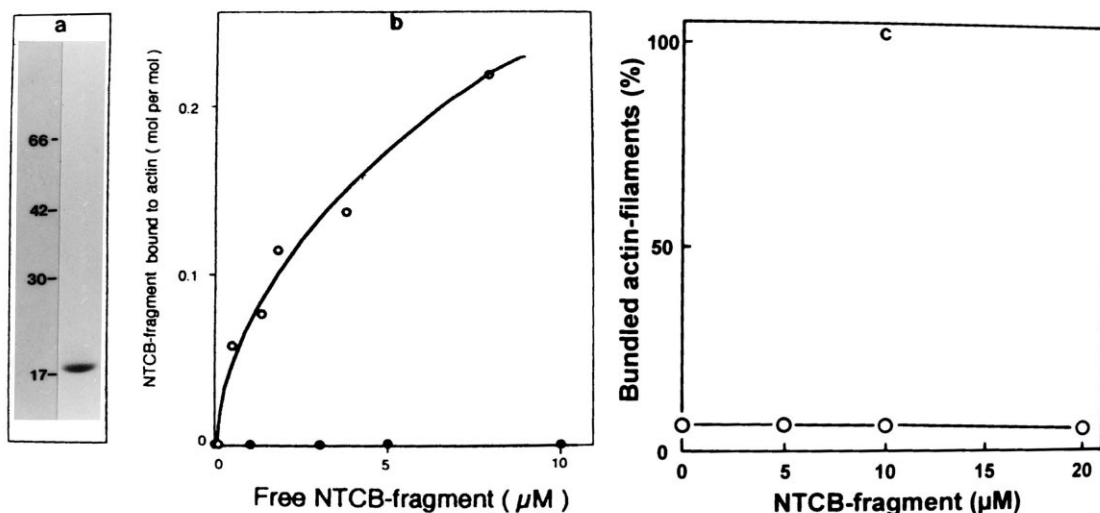 a
66
42
30
17
b
NTCB-fragment bound to actin ( mol per mol)
0.2
0.1
0
0
5
10
Free NTCB-fragment ( µM )
c
Bundled actin-filaments (%)
100
50
0
0
5
10
15
20
NTCB-fragment (µM)